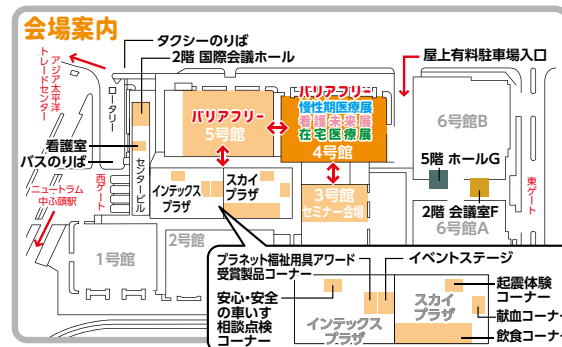 会場案内
タクシーのりば
2階 国際会議ホール
屋上有料駐車場入口
アジア太平洋
トレードセンター
ロータリー
バリアフリー
5号館
バリアフリー
慢性期医療展
看護未来展
在宅医療展
4号館
6号館B
看護室
バスのりば
センタービル
5階 ホールG
西ゲート
インテックス
プラザ
スカイ
プラザ
3号館
セミナー会場
東ゲート
ニュートラム
中ふ頭駅
2階 会議室F
1号館
2号館
6号館A
プラネット福祉用具アワード
受賞製品コーナー
イベントステージ
安心・安全
の車いす
相談点検
コーナー
インテックス
プラザ
スカイ
プラザ
起震体験
コーナー
献血コーナー
飲食コーナー